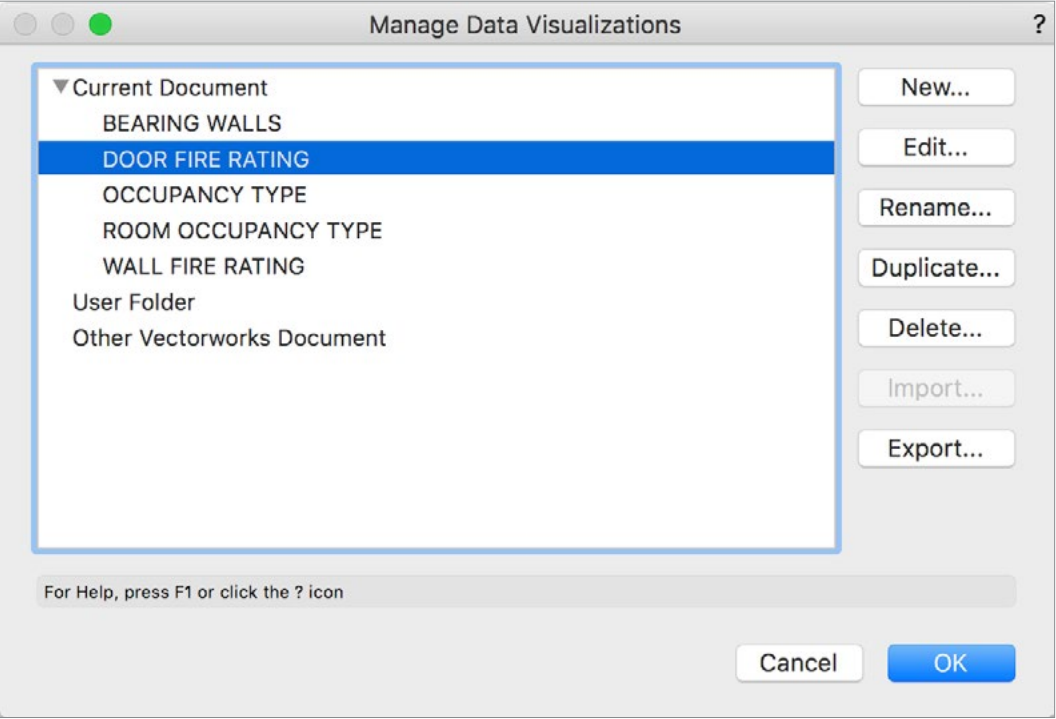 Manage Data Visualizations
?
Current Document
BEARING WALLS
DOOR FIRE RATING
OCCUPANCY TYPE
ROOM OCCUPANCY TYPE
WALL FIRE RATING
User Folder
Other Vectorworks Document
New...
Edit...
Rename...
Duplicate...
Delete...
Import...
Export...
For Help, press F1 or click the ? icon
Cancel
OK